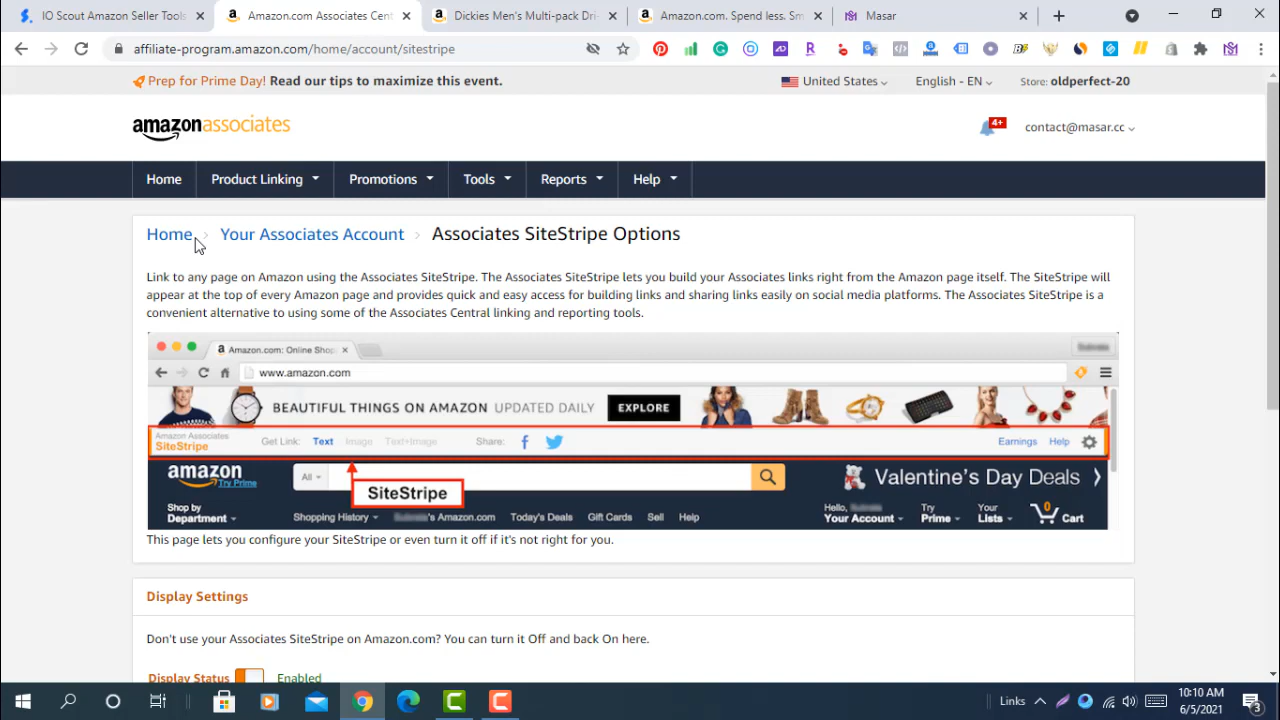 IO Scout Amazon Seller Tools
Amazon.com Associates Cent
Dickies Men's Multi-pack Dri-
Amazon.com. Spend less. Sm
Masar
affiliate-program.amazon.com/home/account/sitestripe
Prep for Prime Day! Read our tips to maximize this event.
United States
English - EN
Store: oldperfect-20
amazonassociates
4+
contact@masar.cc
Home
Product Linking
Promotions
Tools
Reports
Help
Home › Your Associates Account › Associates SiteStripe Options
Link to any page on Amazon using the Associates SiteStripe. The Associates SiteStripe lets you build your Associates links right from the Amazon page itself. The SiteStripe will
appear at the top of every Amazon page and provides quick and easy access for building links and sharing links easily on social media platforms. The Associates SiteStripe is a
convenient alternative to using some of the Associates Central linking and reporting tools.
Amazon.com: Online Shop
www.amazon.com
BEAUTIFUL THINGS ON AMAZON UPDATED DAILY EXPLORE
Amazon Associates
SiteStripe
Get Link: Text Image Text+Image Share:
Earnings Help
amazon
Try Prime
All
Valentine's Day Deals
SiteStripe
Shop by
Department
Shopping History
's Amazon.com
Today's Deals
Gift Cards
Sell
Help
Hello,
Your Account
Try
Prime
Your
Lists
0
Cart
This page lets you configure your SiteStripe or even turn it off if it's not right for you.
Display Settings
Don't use your Associates SiteStripe on Amazon.com? You can turn it Off and back On here.
Display Status Enabled
Links
10:10 AM
6/5/2021
3